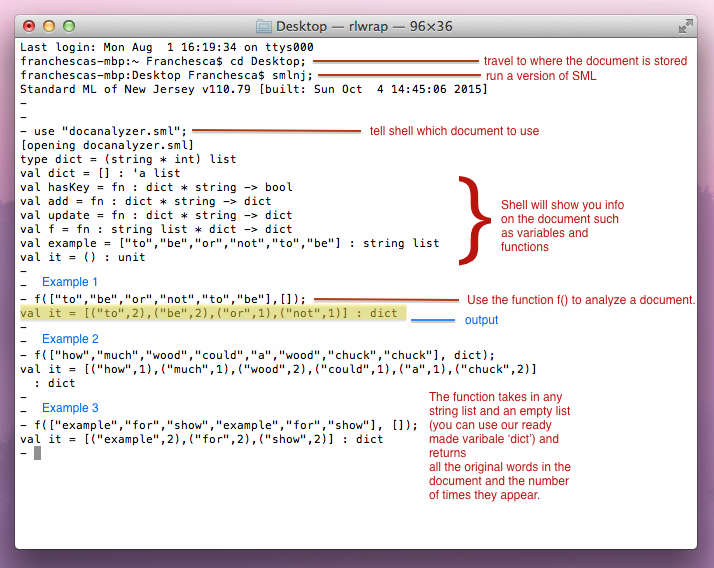 Desktop — rlwrap — 96×36
Last login: Mon Aug  1 16:19:34 on ttys000
franchescas-mbp:~ Franchesca$ cd Desktop;
travel to where the document is stored
franchescas-mbp:Desktop Franchesca$ smlnj;
run a version of SML
Standard ML of New Jersey v110.79 [built: Sun Oct  4 14:45:06 2015]
-
-
- use "docanalyzer.sml";
tell shell which document to use
[opening docanalyzer.sml]
type dict = (string * int) list
val dict = [] : 'a list
val hasKey = fn : dict * string -> bool
val add = fn : dict * string -> dict
val update = fn : dict * string -> dict
val f = fn : string list * dict -> dict
val example = ["to","be","or","not","to","be"] : string list
val it = () : unit
Shell will show you info
on the document such
as variables and
functions
-
- Example 1
- f(["to","be","or","not","to","be"],[]);
Use the function f() to analyze a document.
val it = [("to",2),("be",2),("or",1),("not",1)] : dict
output
-
- Example 2
- f(["how","much","wood","could","a","wood","chuck","chuck"], dict);
val it = [("how",1),("much",1),("wood",2),("could",1),("a",1),("chuck",2)]
  : dict
-
- Example 3
- f(["example","for","show","example","for","show"], []);
val it = [("example",2),("for",2),("show",2)] : dict
-
The function takes in any
string list and an empty list
(you can use our ready
made varibale ‘dict’) and
returns
all the original words in the
document and the number
of times they appear.